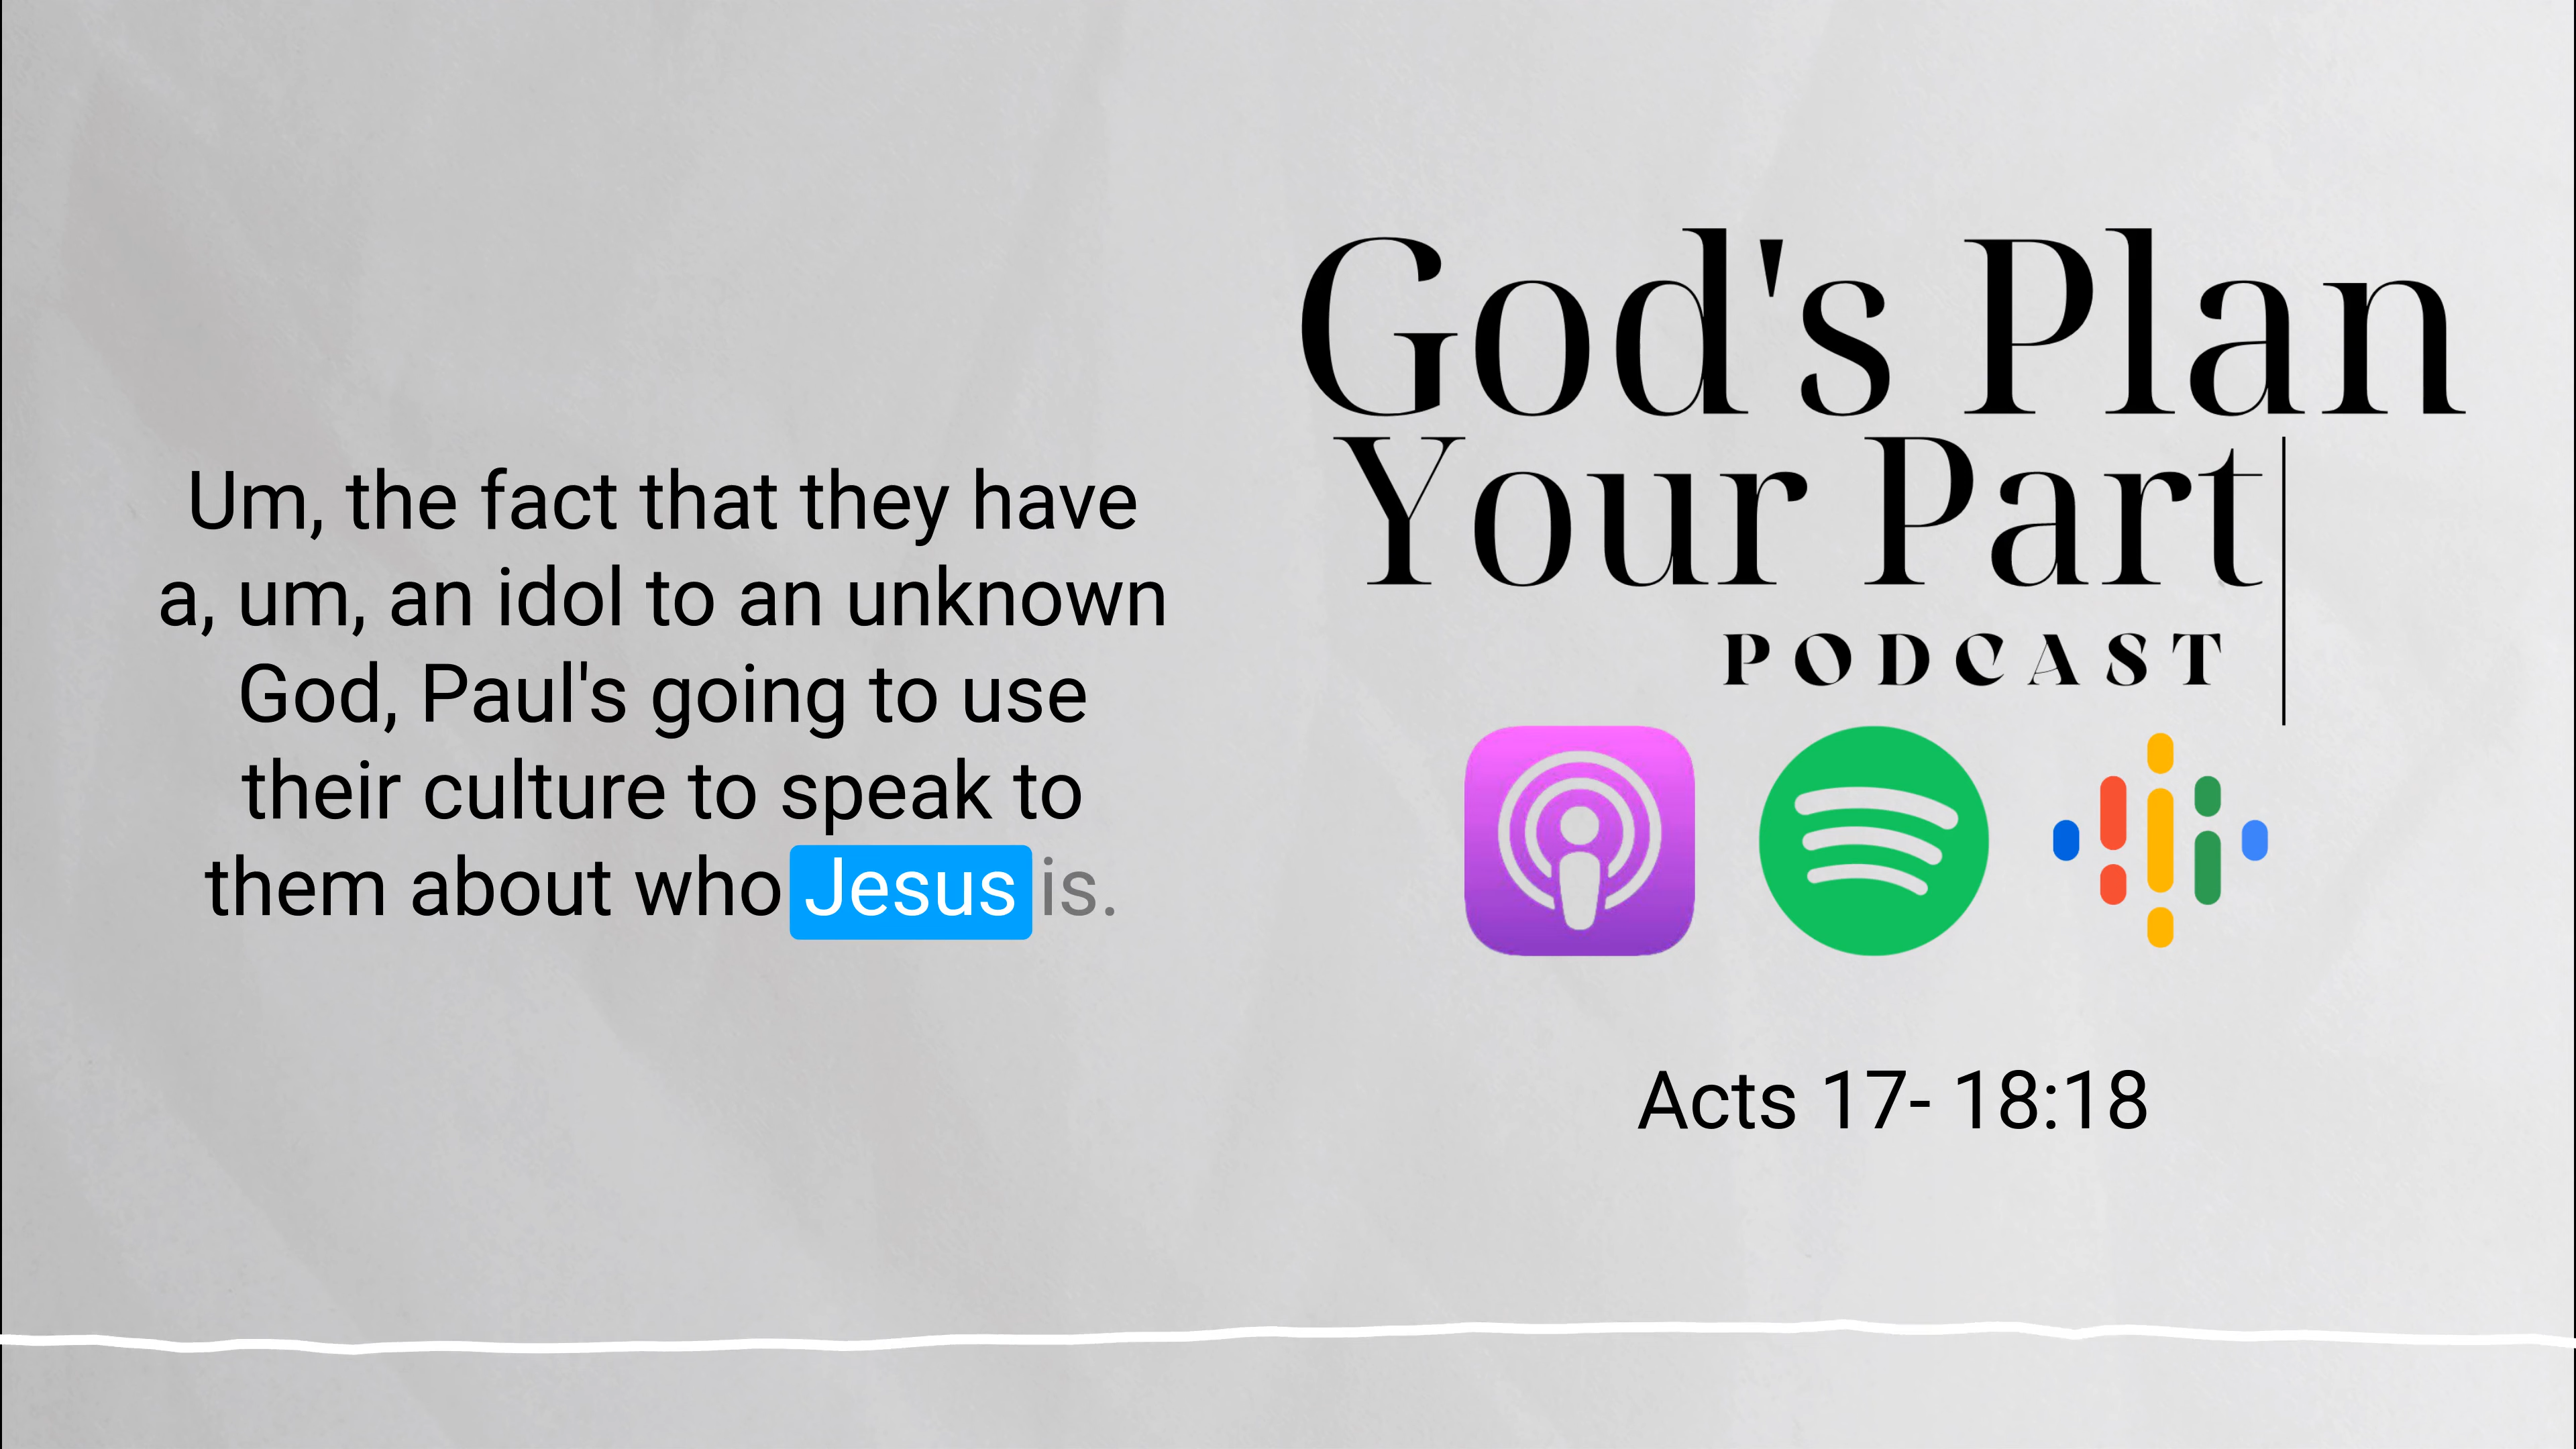 Um, the fact that they have
a, um, an idol to an unknown
God, Paul's going to use
their culture to speak to
them about who Jesus is.
God's Plan
Your Part
PODCAST
Acts 17- 18:18